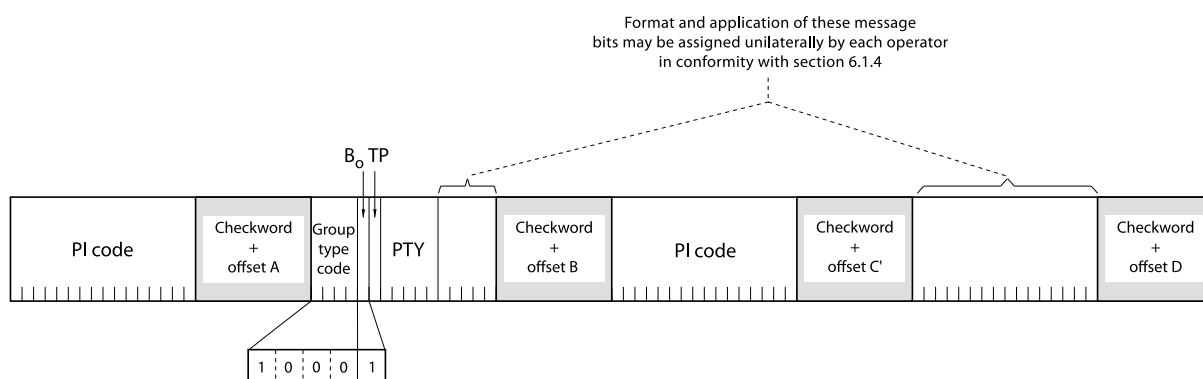 Format and application of these message
bits may be assigned unilaterally by each operator
in conformity with section 6.1.4
Bo TP
PI code
Checkword
+
offset A
Group
type
code
PTY
Checkword
+
offset B
PI code
Checkword
+
offset C'
Checkword
+
offset D
1 0 0 0 1